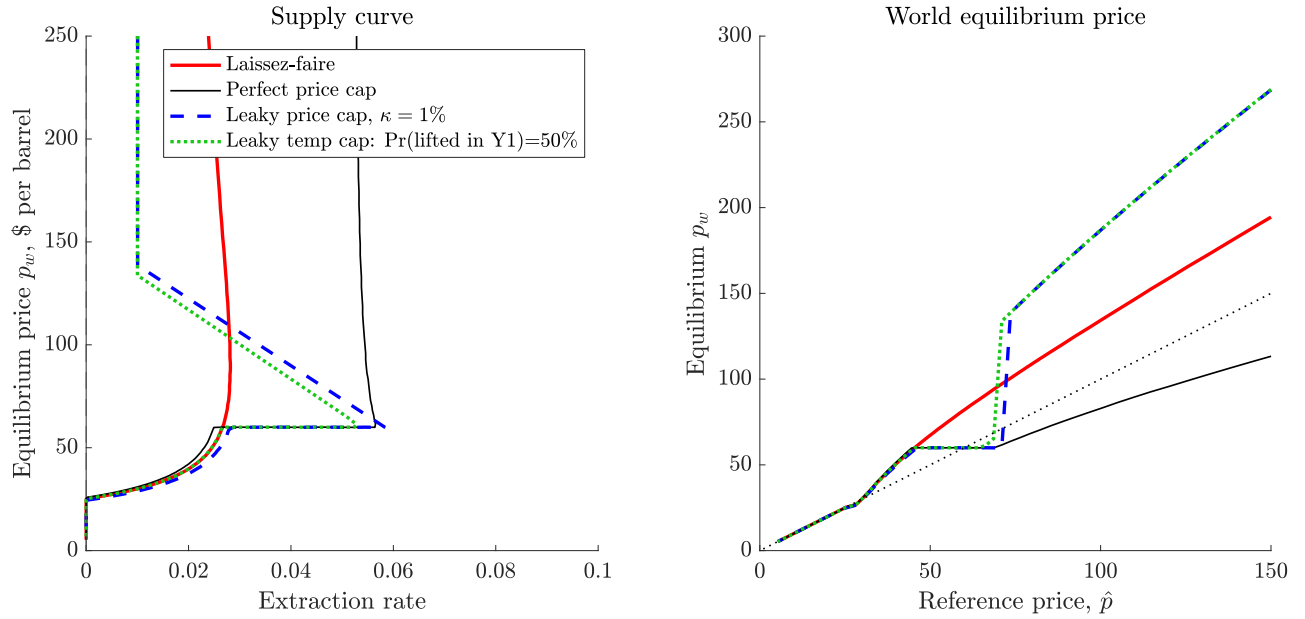 Supply curve
250
200
150
100
50
0
0
0.02
0.04
0.06
0.08
0.1
Extraction rate
Equilibrium price p_w, $ per barrel
Laissez-faire
Perfect price cap
Leaky price cap, κ = 1%
Leaky temp cap: Pr(lifted in Y1)=50%
World equilibrium price
300
250
200
150
100
50
0
0
50
100
150
Reference price, p̂
Equilibrium p_w